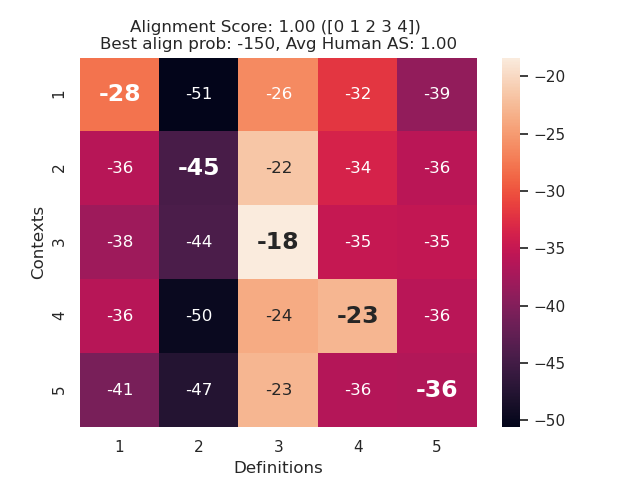 Alignment Score: 1.00 ([0 1 2 3 4])
Best align prob: -150, Avg Human AS: 1.00
1 -28 -51 -26 -32 -39
2 -36 -45 -22 -34 -36
3 -38 -44 -18 -35 -35
4 -36 -50 -24 -23 -36
5 -41 -47 -23 -36 -36
1 2 3 4 5
Contexts
Definitions
−20
−25
−30
−35
−40
−45
−50